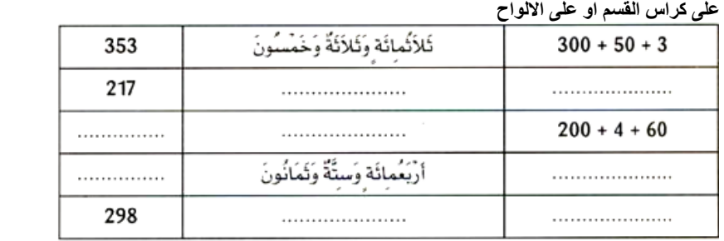 على كراس القسم او على الالواح
3 + 50 + 300 ثَلَاثُمِائَةٍ وَثَلَاثَةٌ وَخَمْسُونَ 353
..................... ...................... 217
60 + 4 + 200 ...................... ...............
..................... أَرْبَعُمِائَةٍ وَسِتَّةٌ وَثَمَانُونَ ...............
..................... ...................... 298